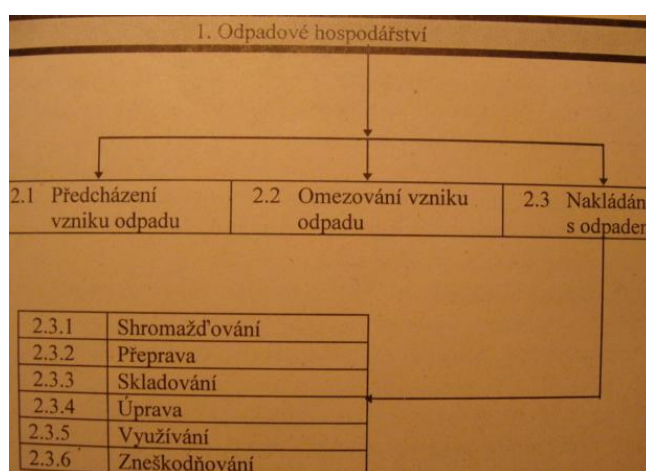 1. Odpadové hospodářství
2.1 Předcházení
vzniku odpadu
2.2 Omezování vzniku
odpadu
2.3 Nakládán
s odpadem
2.3.1 Shromažďování
2.3.2 Přeprava
2.3.3 Skladování
2.3.4 Úprava
2.3.5 Využívání
2.3.6 Zneškodňování